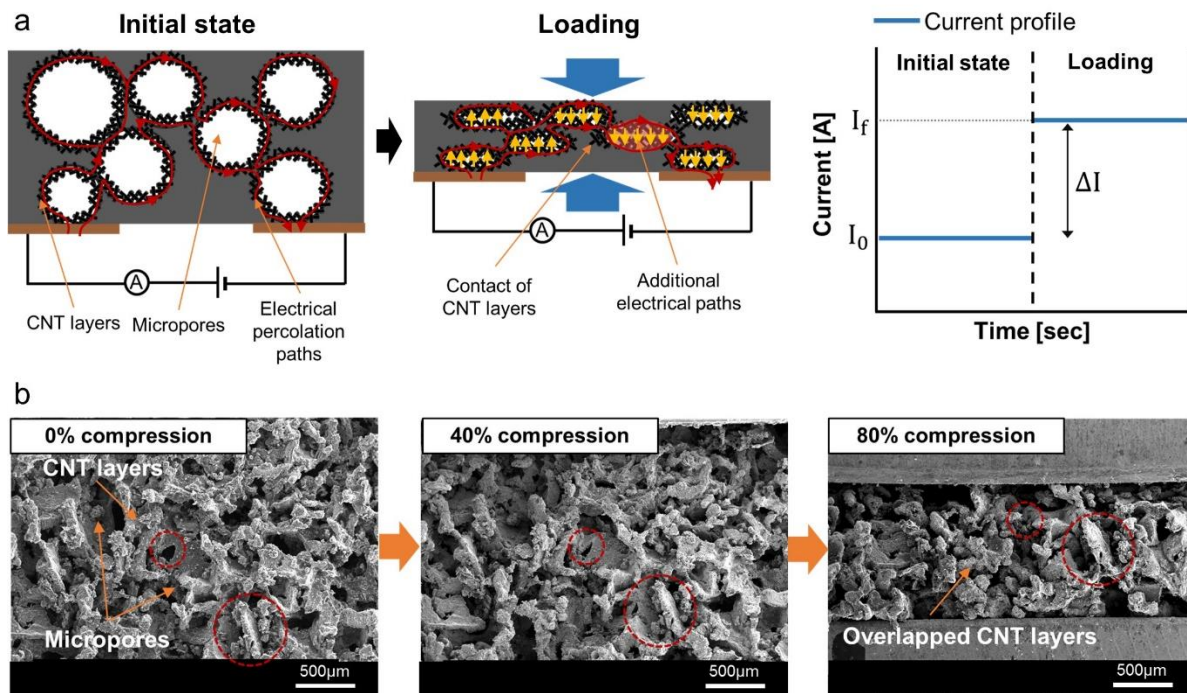 a
Initial state
Loading
Current profile
Initial state
Loading
Current [A]
I_f
I_0
ΔI
Time [sec]
A
CNT layers
Micropores
Electrical
percolation
paths
A
Contact of
CNT layers
Additional
electrical paths
b
0% compression
CNT layers
Micropores
500μm
40% compression
500μm
80% compression
Overlapped CNT layers
500μm